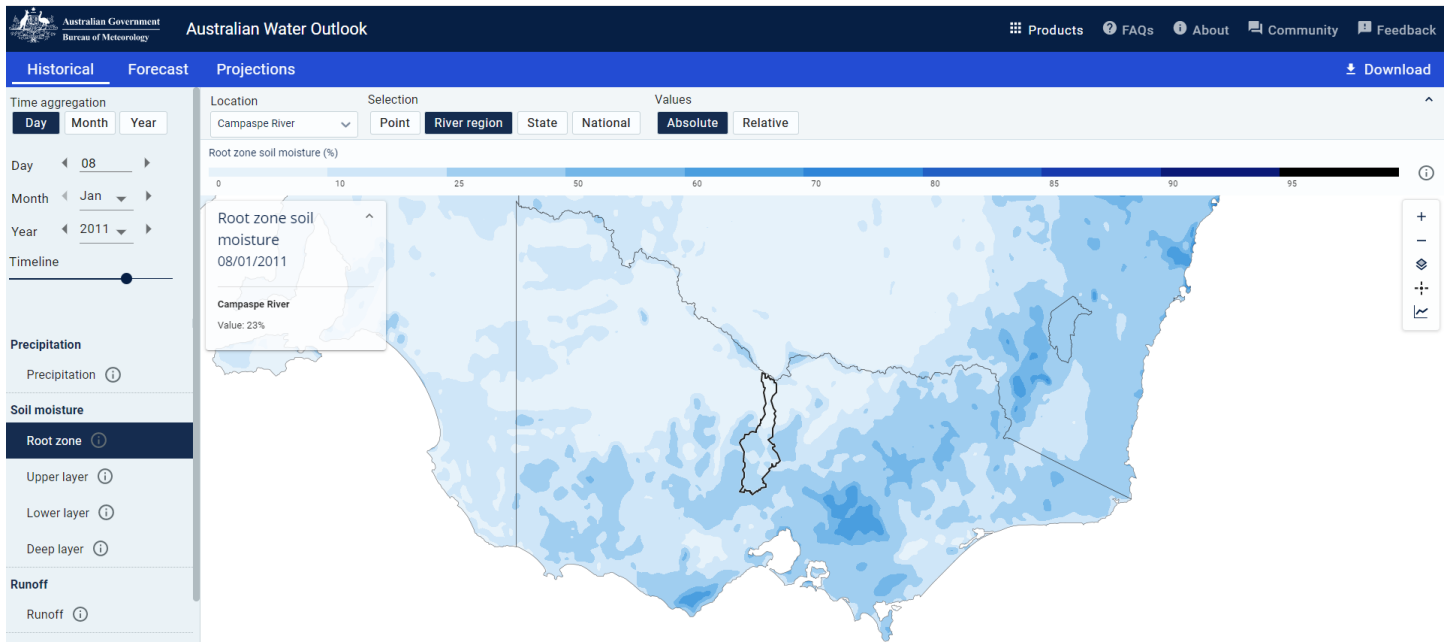 Australian Government
Bureau of Meteorology
Australian Water Outlook
Products
FAQs
About
Community
Feedback
Historical
Forecast
Projections
Download
Time aggregation
Day
Month
Year
Day
08
Month
Jan
Year
2011
Timeline
Precipitation
Precipitation
Soil moisture
Root zone
Upper layer
Lower layer
Deep layer
Runoff
Runoff
Location
Campaspe River
Selection
Point
River region
State
National
Values
Absolute
Relative
Root zone soil moisture (%)
0 10 25 50 60 70 80 85 90 95
Root zone soil
moisture
08/01/2011
Campaspe River
Value: 23%